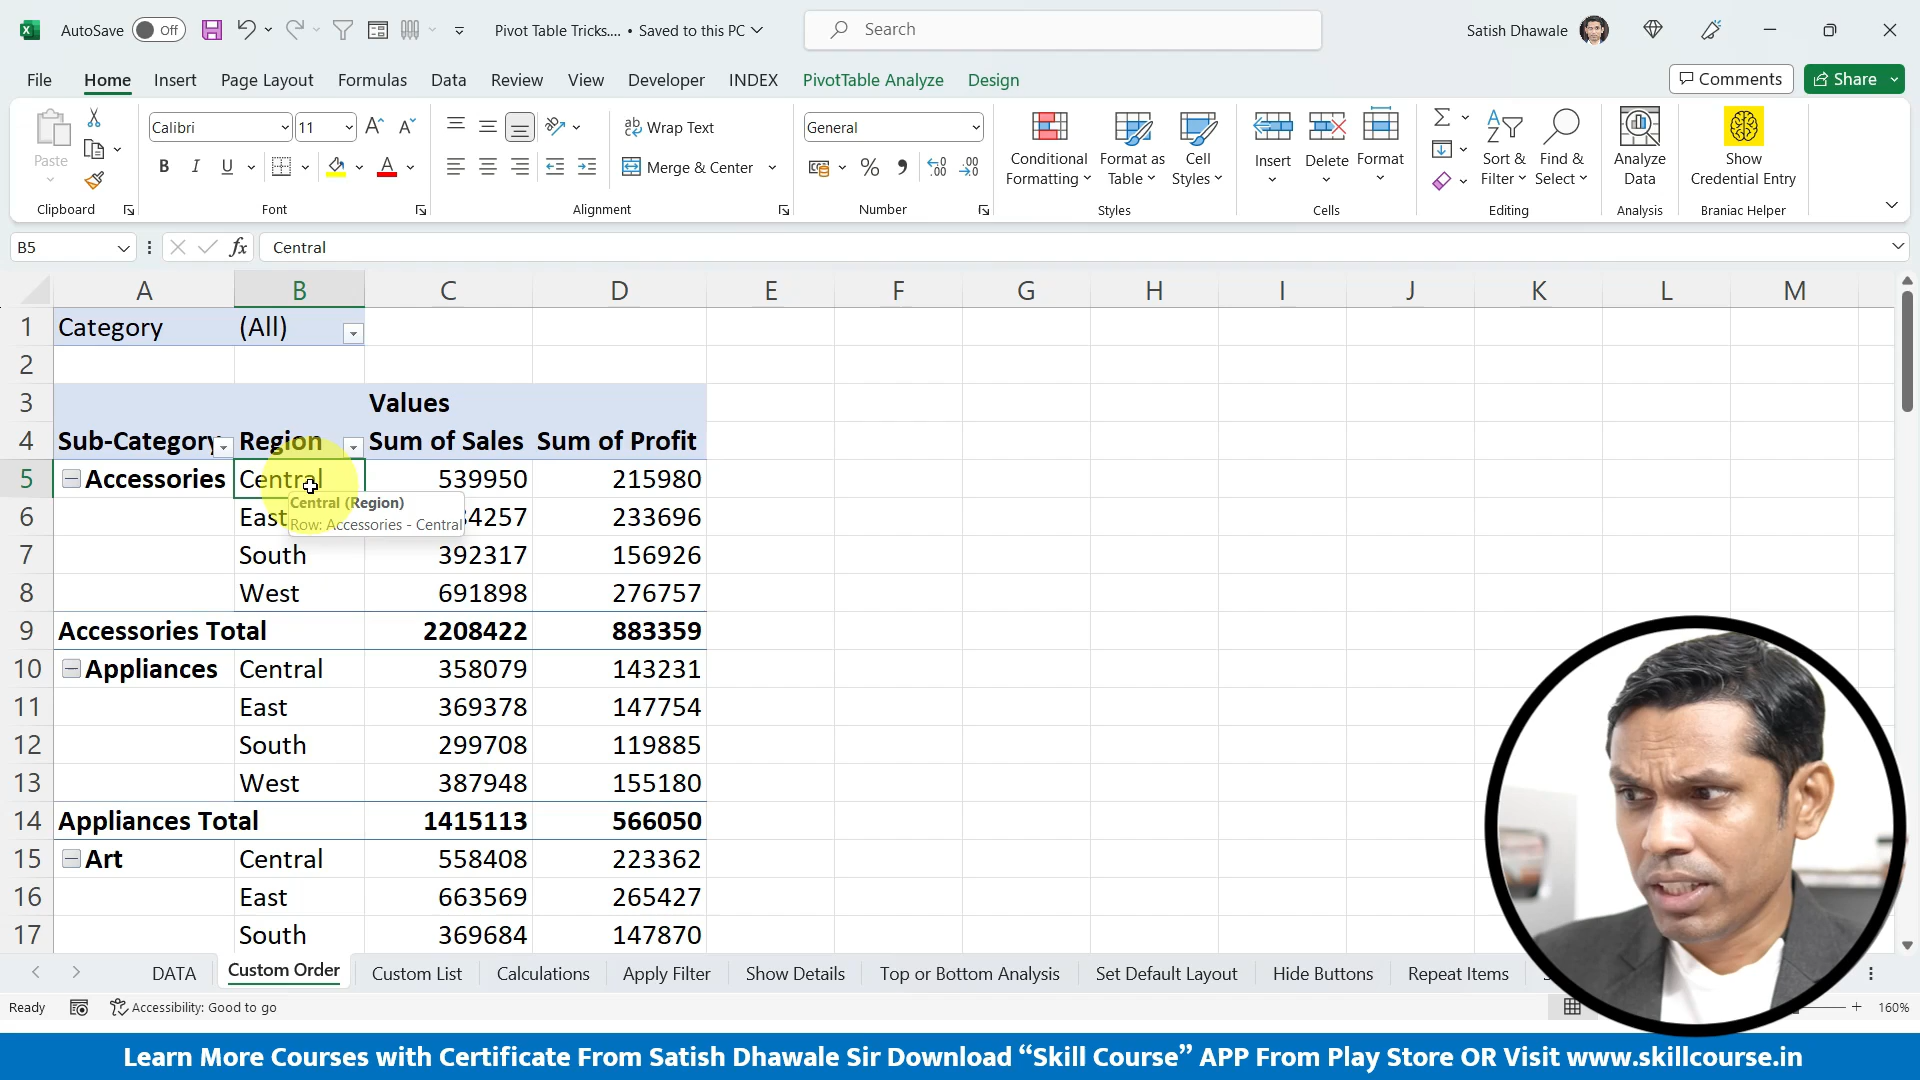 AutoSave Off Pivot Table Tricks.... • Saved to this PC Search Satish Dhawale
File Home Insert Page Layout Formulas Data Review View Developer INDEX PivotTable Analyze Design Comments Share
Paste Calibri 11 Wrap Text General Conditional Formatting Format as Table Cell Styles Insert Delete Format Sort & Filter Find & Select Analyze Data Show Credential Entry
B I U A Merge & Center
Clipboard Font Alignment Number Styles Cells Editing Analysis Braniac Helper
B5 fx Central
A B C D E F G H I J K L M
1 Category (All)
2
3 Values
4 Sub-Category Region Sum of Sales Sum of Profit
5 Accessories Central 539950 215980
Central (Region)
6 East 4257 233696
Row: Accessories - Central
7 South 392317 156926
8 West 691898 276757
9 Accessories Total 2208422 883359
10 Appliances Central 358079 143231
11 East 369378 147754
12 South 299708 119885
13 West 387948 155180
14 Appliances Total 1415113 566050
15 Art Central 558408 223362
16 East 663569 265427
17 South 369684 147870
DATA Custom Order Custom List Calculations Apply Filter Show Details Top or Bottom Analysis Set Default Layout Hide Buttons Repeat Items
Ready Accessibility: Good to go 160%
Learn More Courses with Certificate From Satish Dhawale Sir Download “Skill Course” APP From Play Store OR Visit www.skillcourse.in